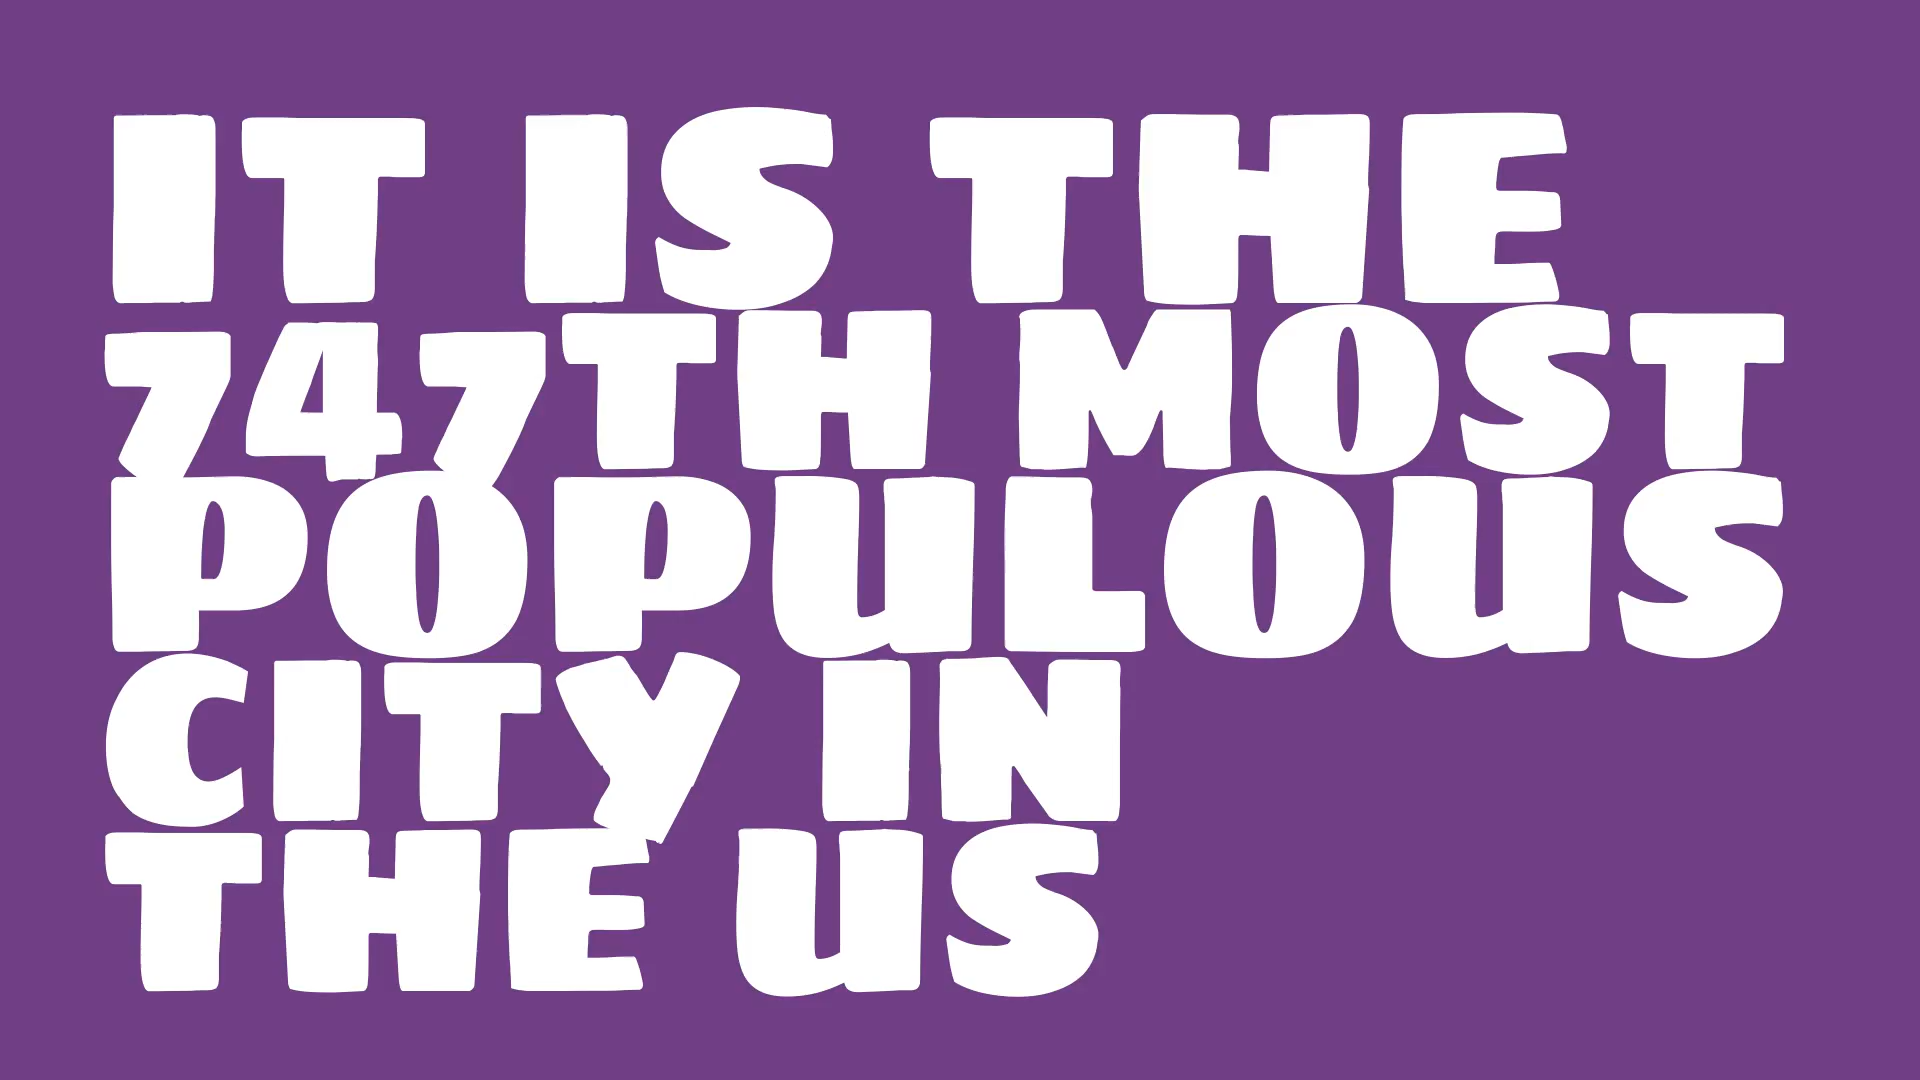 IT IS THE
747TH MOST
POPULOUS
CITY IN
THE US